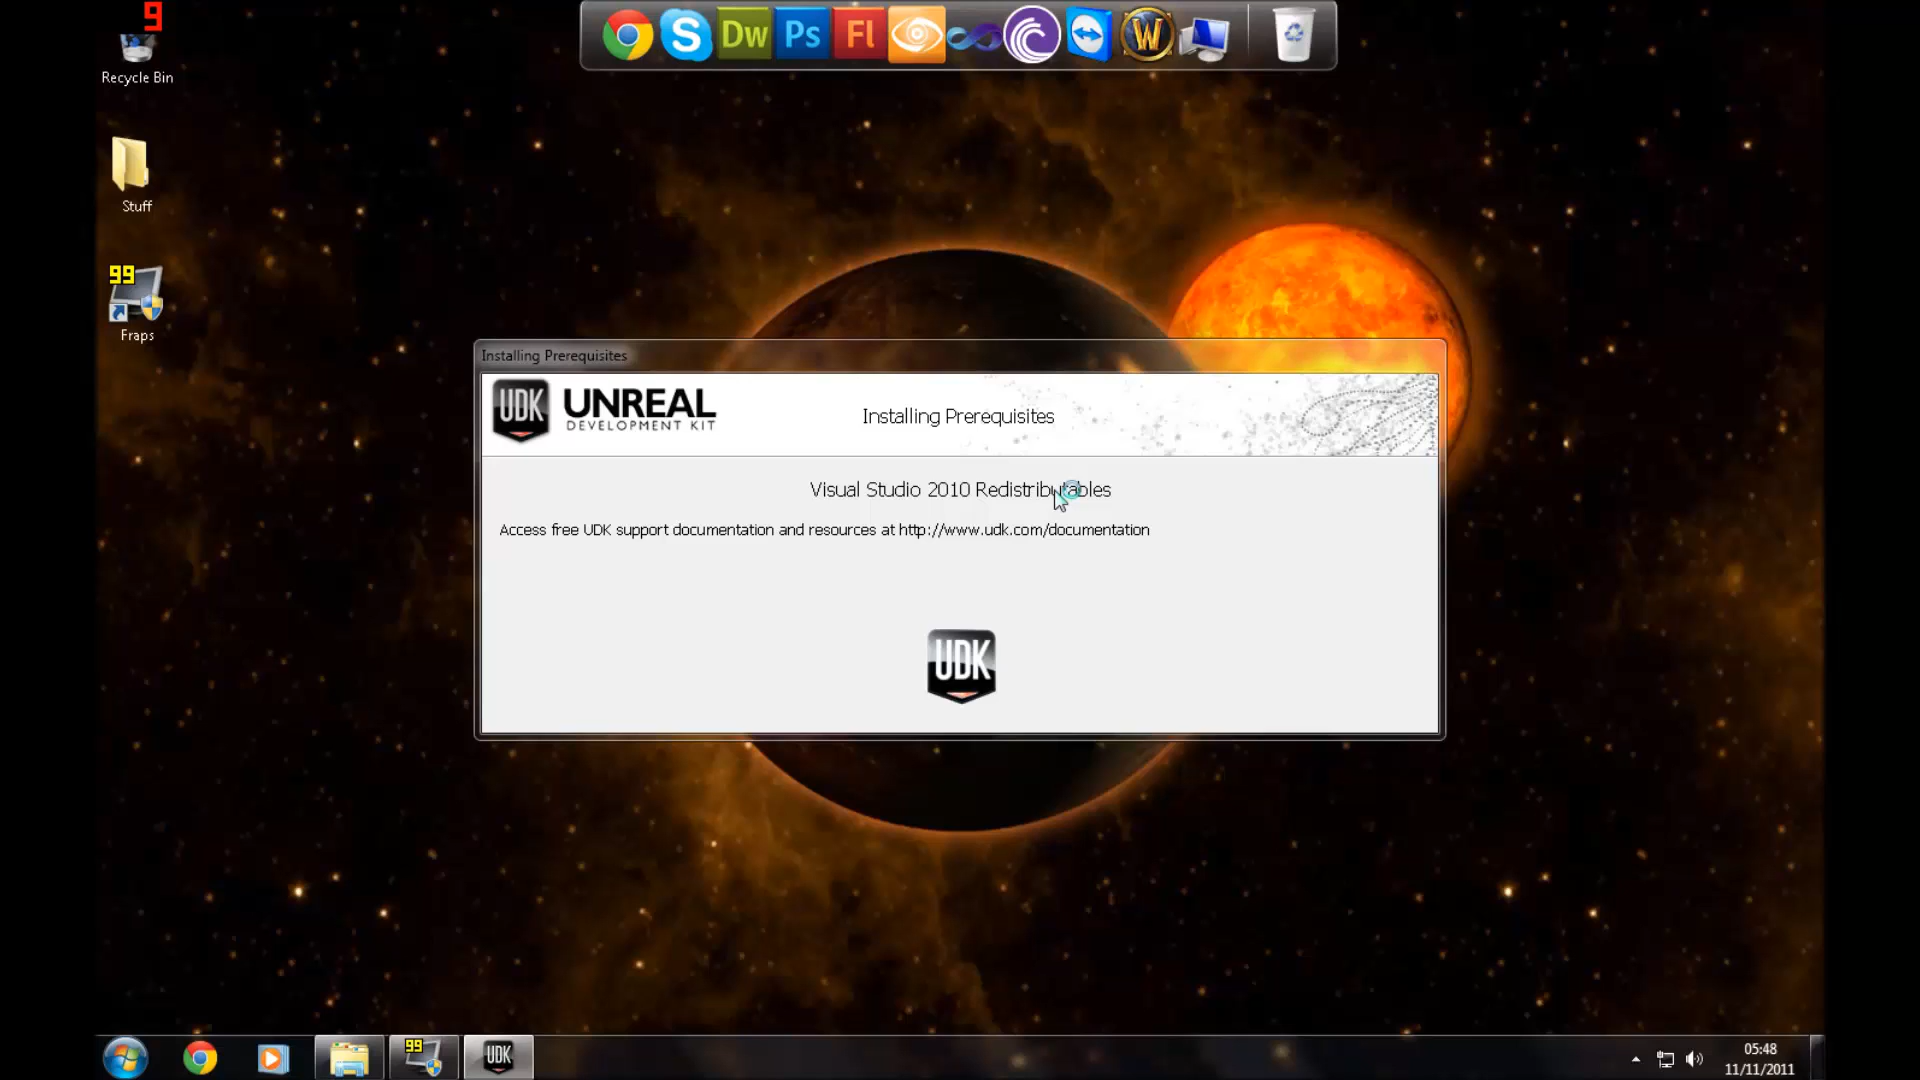 9
Recycle Bin
Stuff
99
Fraps
Dw
Ps
Fl
W
Installing Prerequisites
UDK
UNREAL
DEVELOPMENT KIT
Installing Prerequisites
Visual Studio 2010 Redistributables
Access free UDK support documentation and resources at http://www.udk.com/documentation
UDK
99
UDK
05:48
11/11/2011